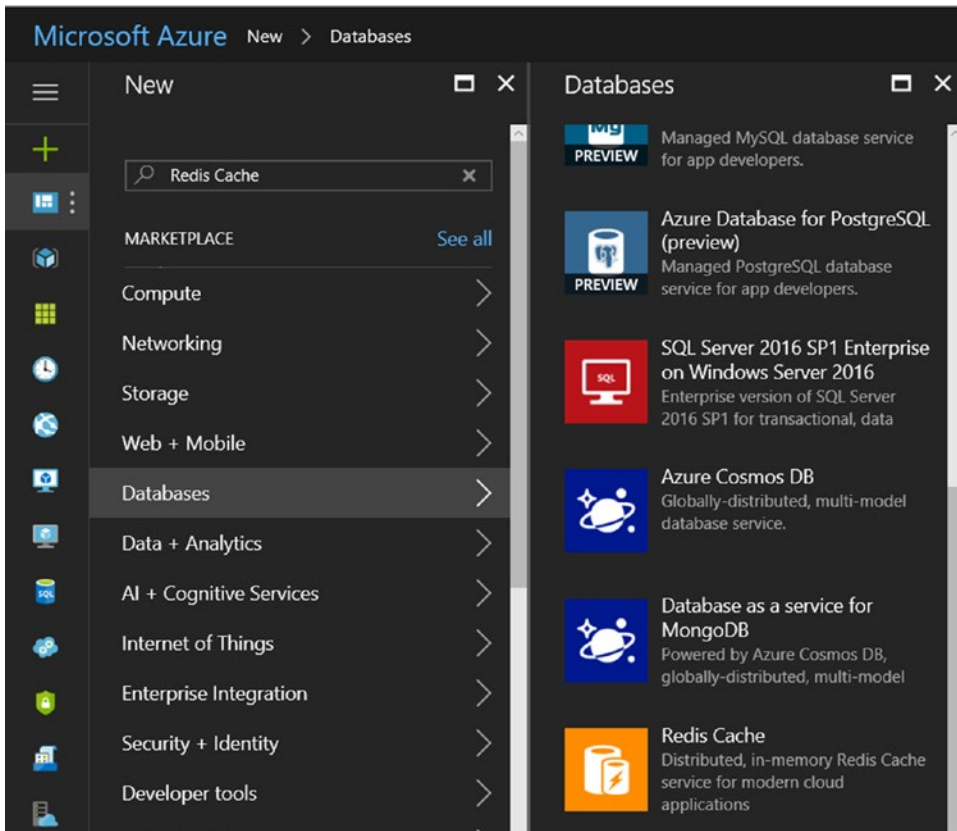 Microsoft Azure New > Databases
New
Redis Cache
MARKETPLACE See all
Compute
Networking
Storage
Web + Mobile
Databases
Data + Analytics
AI + Cognitive Services
Internet of Things
Enterprise Integration
Security + Identity
Developer tools
Databases
My
PREVIEW
Managed MySQL database service
for app developers.
Azure Database for PostgreSQL
(preview)
PREVIEW
Managed PostgreSQL database
service for app developers.
SQL
SQL Server 2016 SP1 Enterprise
on Windows Server 2016
Enterprise version of SQL Server
2016 SP1 for transactional, data
Azure Cosmos DB
Globally-distributed, multi-model
database service.
Database as a service for
MongoDB
Powered by Azure Cosmos DB,
globally-distributed, multi-model
Redis Cache
Distributed, in-memory Redis Cache
service for modern cloud
applications
SQL